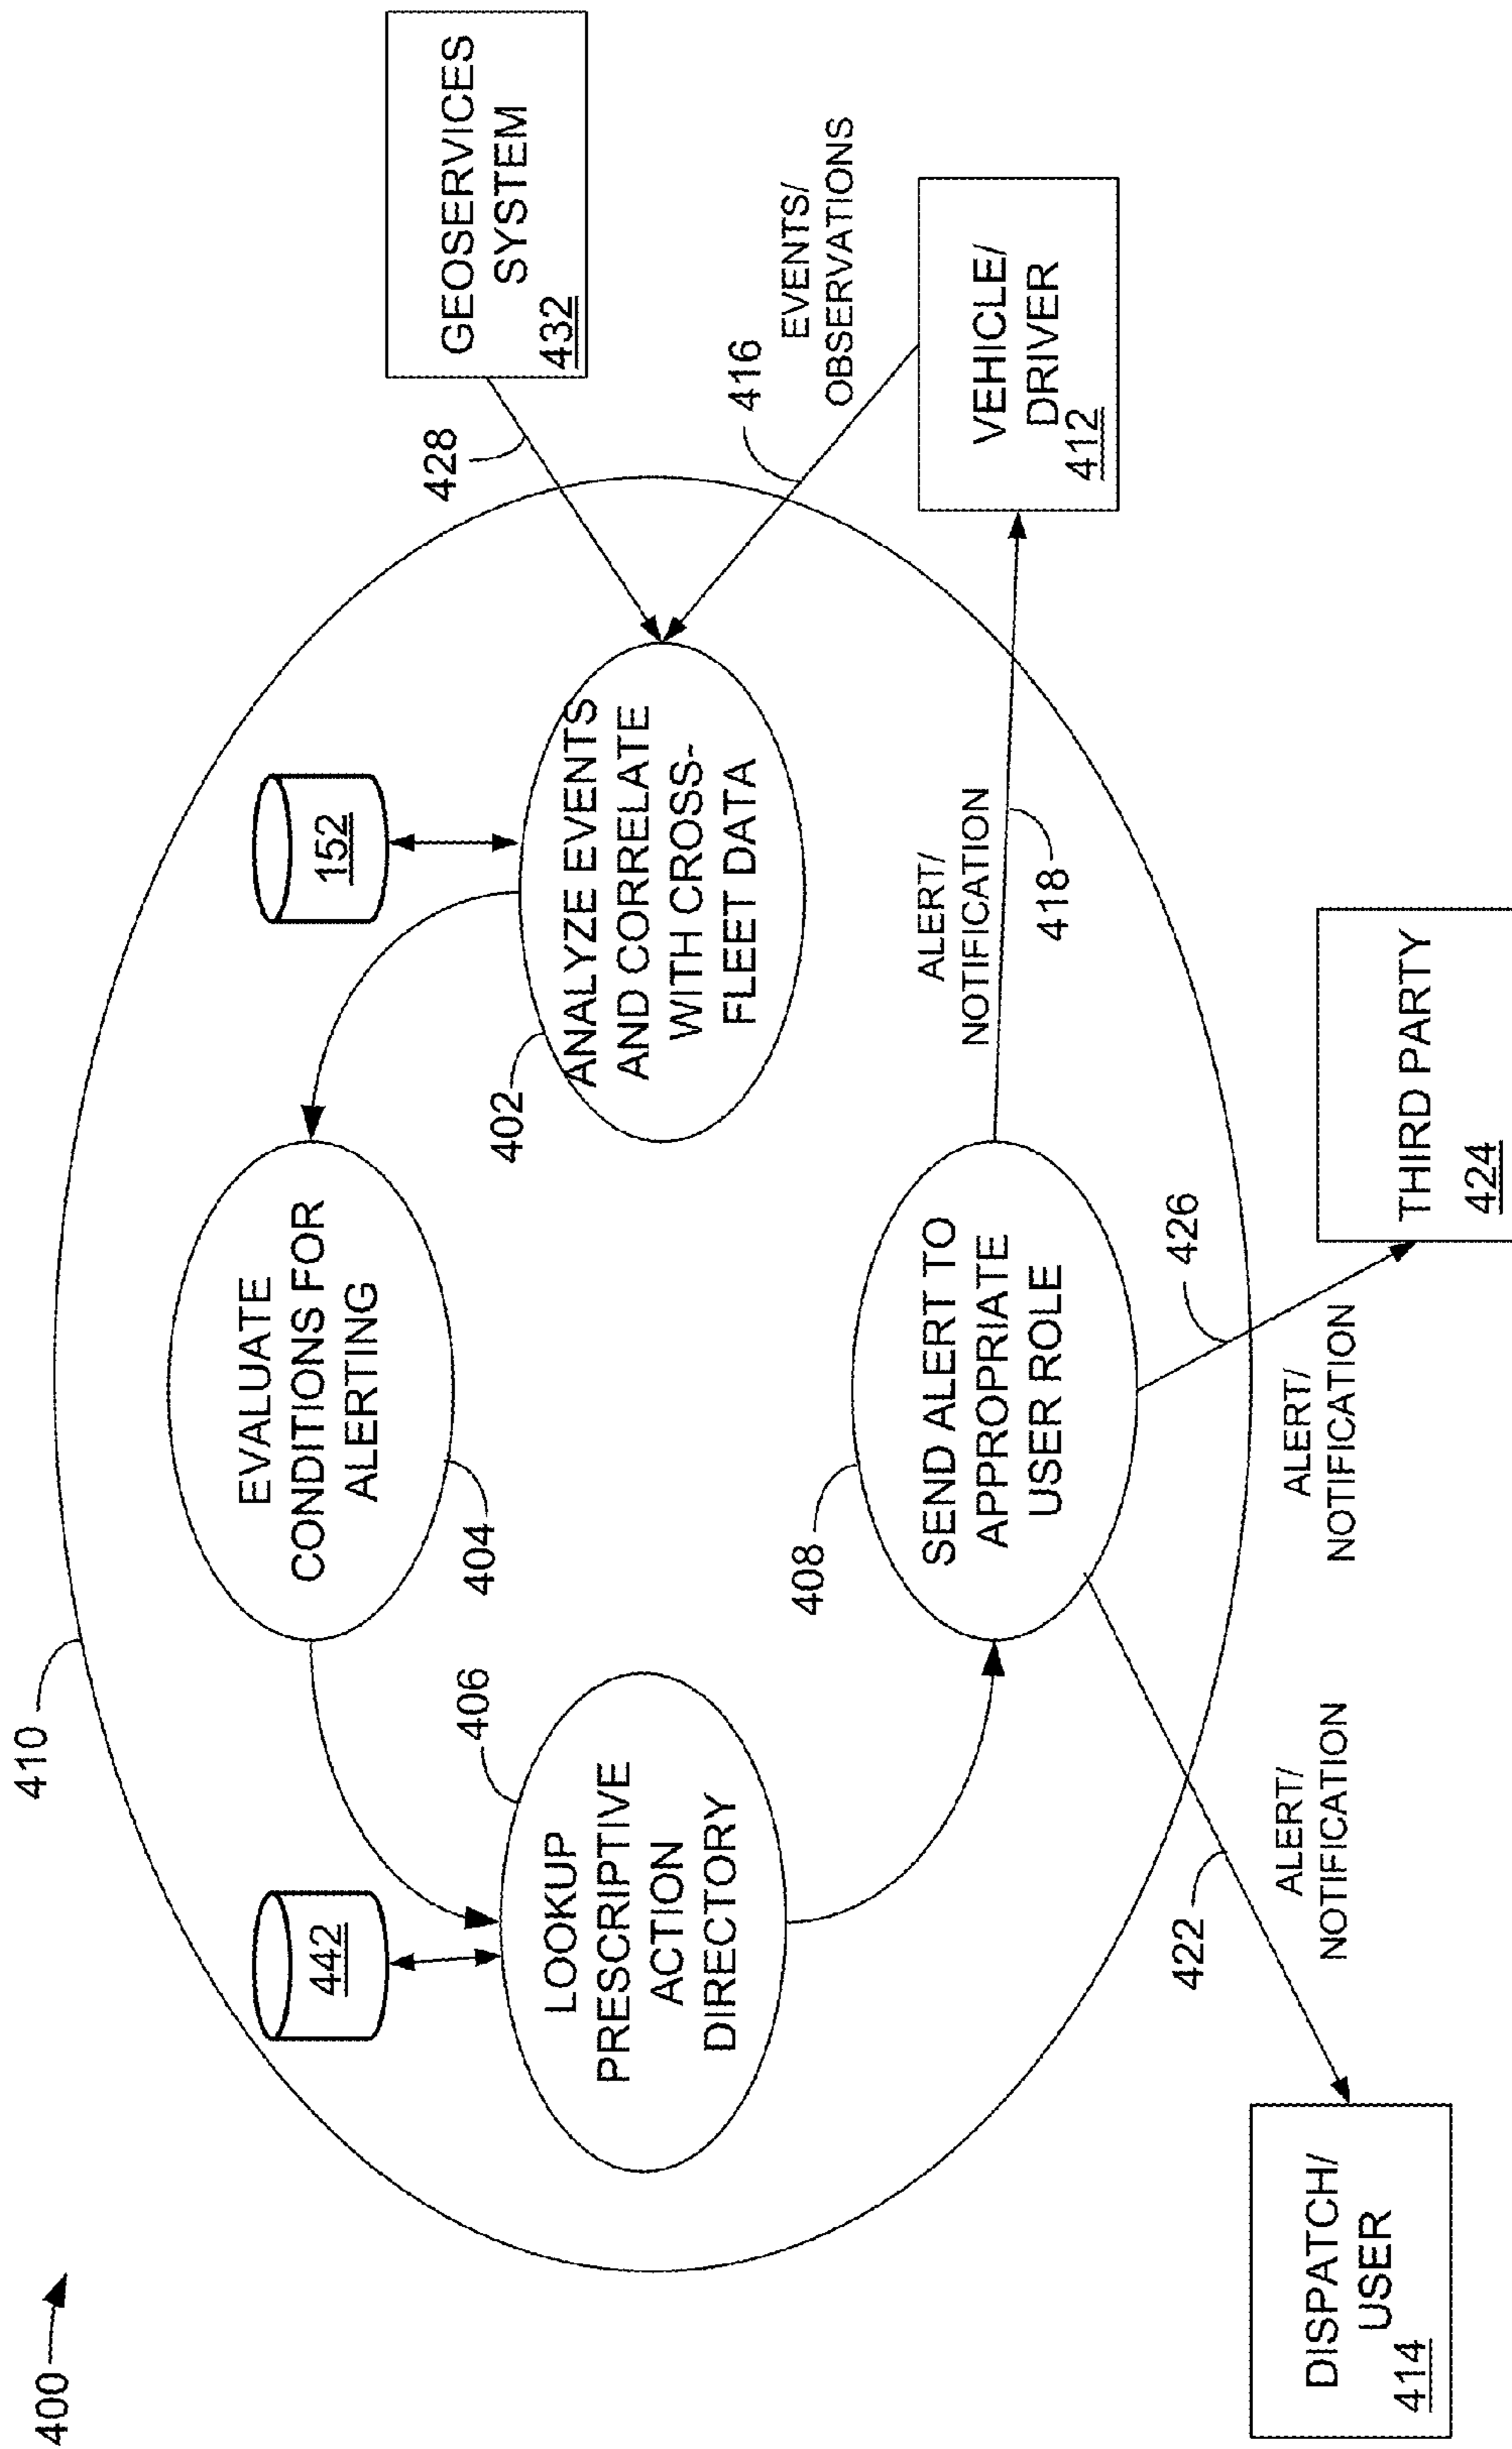 400
410
442
152
EVALUATE
CONDITIONS FOR
ALERTING
404
GEOSERVICES
SYSTEM
432
428
406
LOOKUP
PRESCRIPTIVE
ACTION
DIRECTORY
402
ANALYZE EVENTS
AND CORRELATE
WITH CROSS-
FLEET DATA
416
EVENTS/
OBSERVATIONS
408
SEND ALERT TO
APPROPRIATE
USER ROLE
ALERT/
NOTIFICATION
418
VEHICLE/
DRIVER
412
422
ALERT/
NOTIFICATION
426
ALERT/
NOTIFICATION
DISPATCH/
USER
414
THIRD PARTY
424